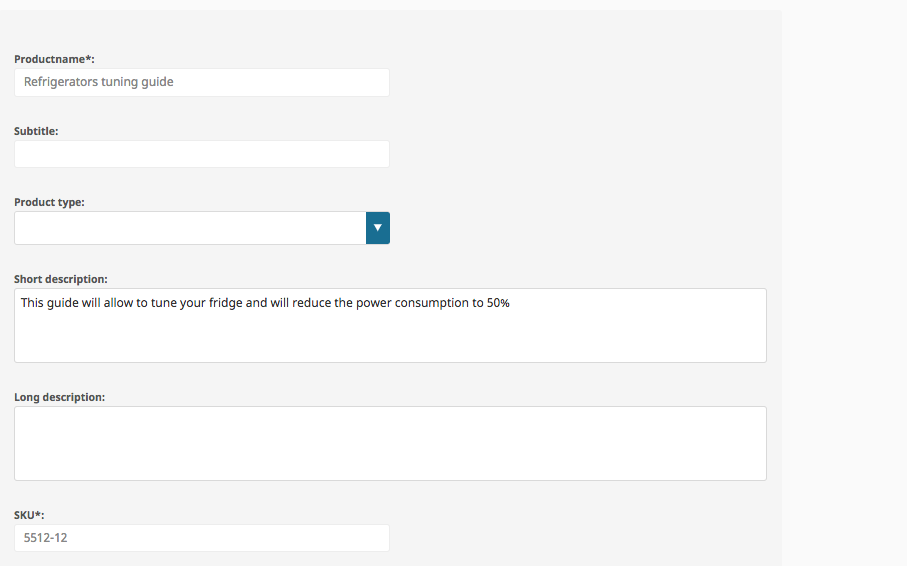 Productname*:
Refrigerators tuning guide
Subtitle:
Product type:
Short description:
This guide will allow to tune your fridge and will reduce the power consumption to 50%
Long description:
SKU*:
5512-12